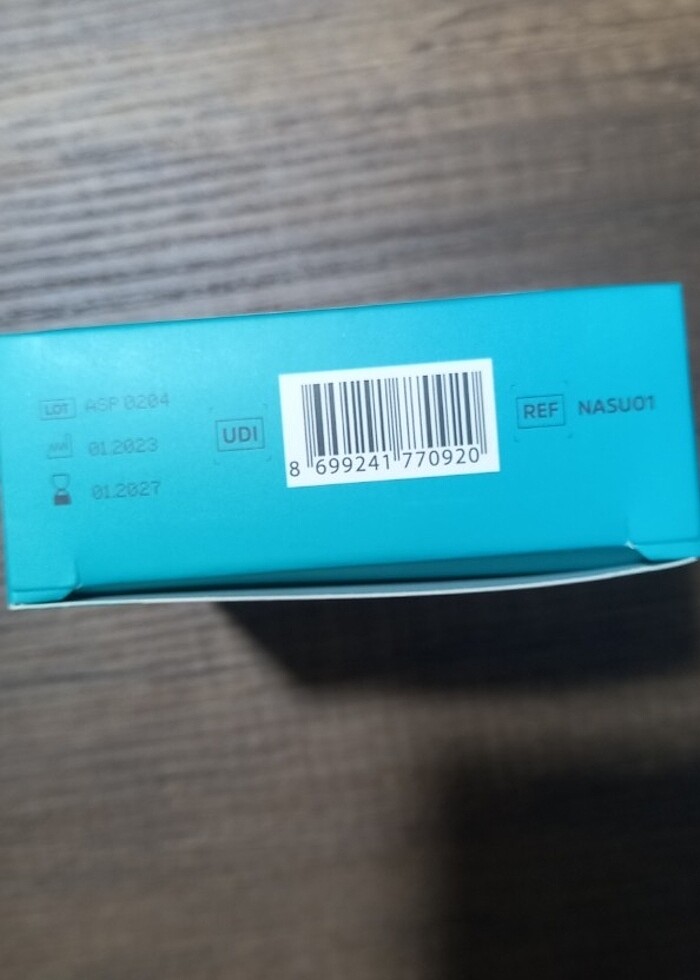 LOT ASP 0204
01.2023
01.2027
UDI
8 699241 770920
REF NASU01